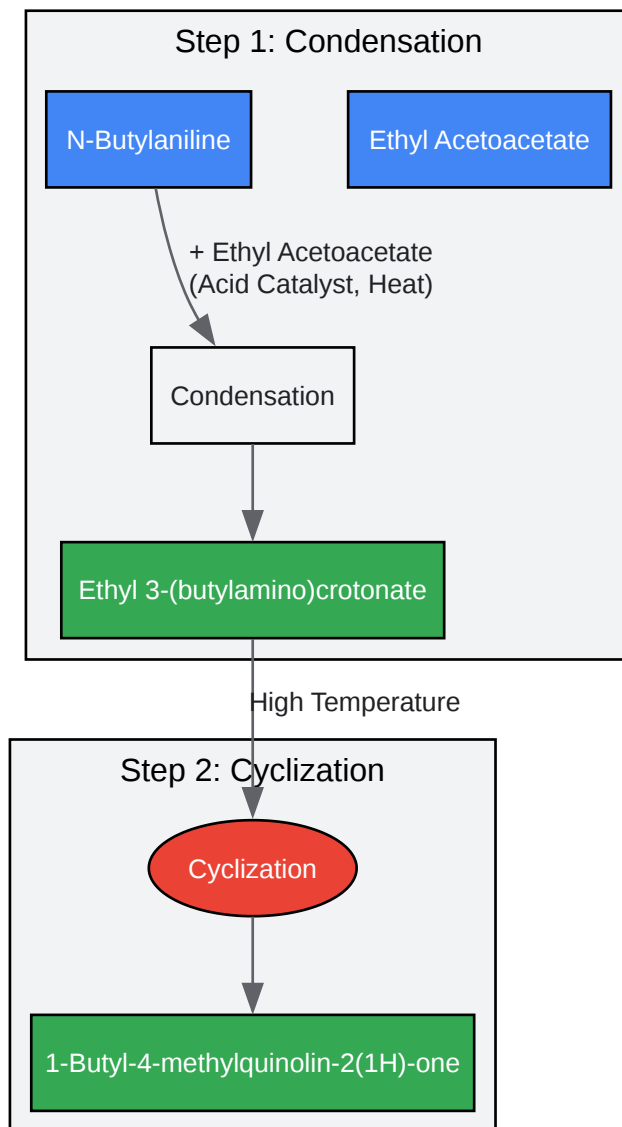 Step 1: Condensation
N-Butylaniline
Ethyl Acetoacetate
+ Ethyl Acetoacetate
(Acid Catalyst, Heat)
Condensation
Ethyl 3-(butylamino)crotonate
High Temperature
Step 2: Cyclization
Cyclization
1-Butyl-4-methylquinolin-2(1H)-one